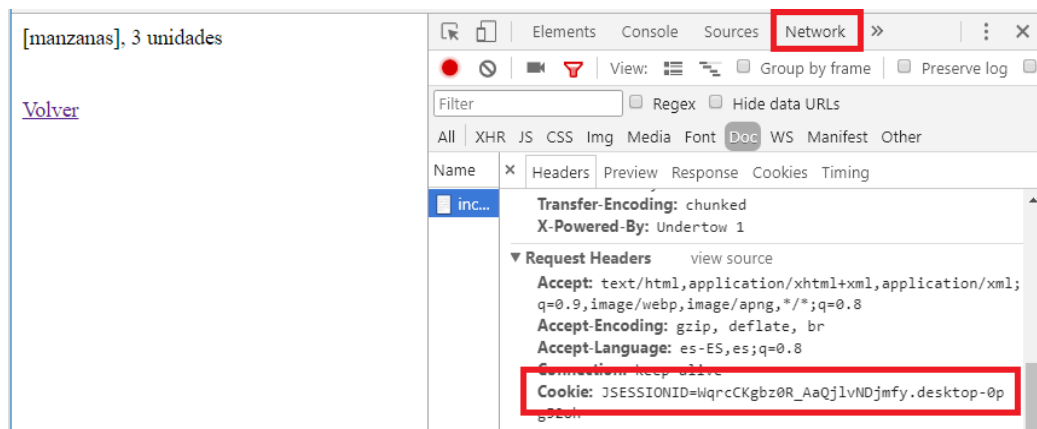 [manzanas], 3 unidades
Volver
Elements Console Sources Network »
View: Group by frame Preserve log
Filter Regex Hide data URLs
All XHR JS CSS Img Media Font Doc WS Manifest Other
Name × Headers Preview Response Cookies Timing
inc...
Transfer-Encoding: chunked
X-Powered-By: Undertow 1
▼ Request Headers view source
Accept: text/html,application/xhtml+xml,application/xml;
q=0.9,image/webp,image/apng,*/*;q=0.8
Accept-Encoding: gzip, deflate, br
Accept-Language: es-ES,es;q=0.8
Connection: keep-alive
Cookie: JSESSIONID=WqrcCKgbz0R_AaQjlvNDjmfy.desktop-0p